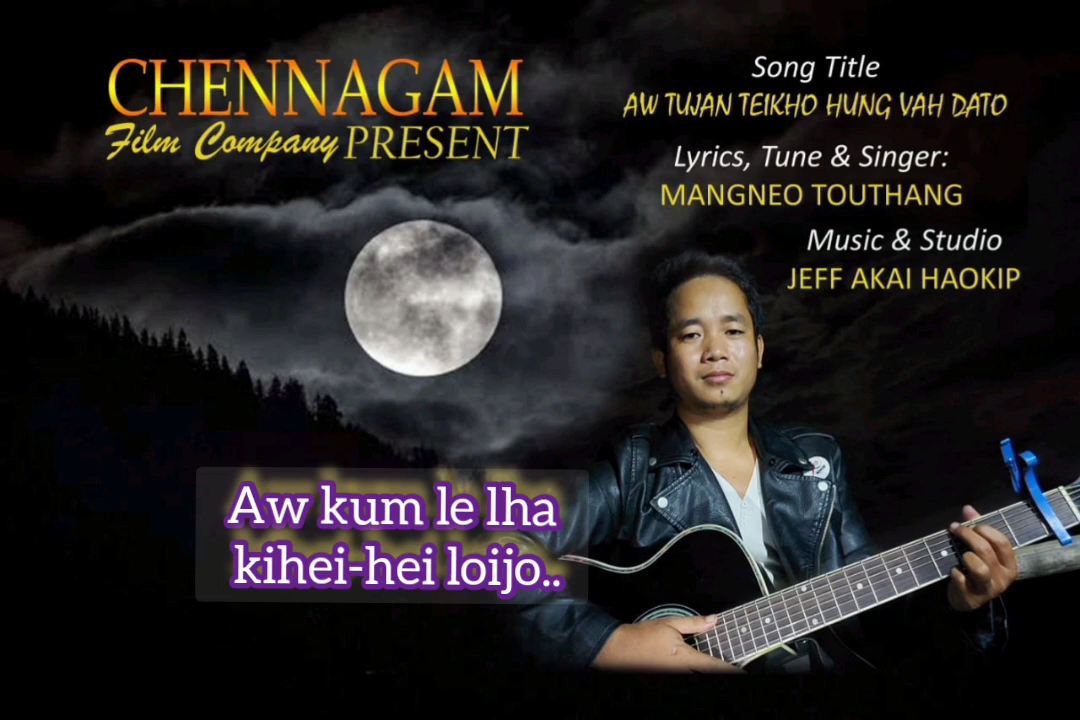 CHENNAGAM
Film Company PRESENT
Song Title
AW TUJAN TEIKHO HUNG VAH DATO
Lyrics, Tune & Singer:
MANGNEO TOUTHANG
Music & Studio
JEFF AKAI HAOKIP
Aw kum le lha
kihei-hei loijo..